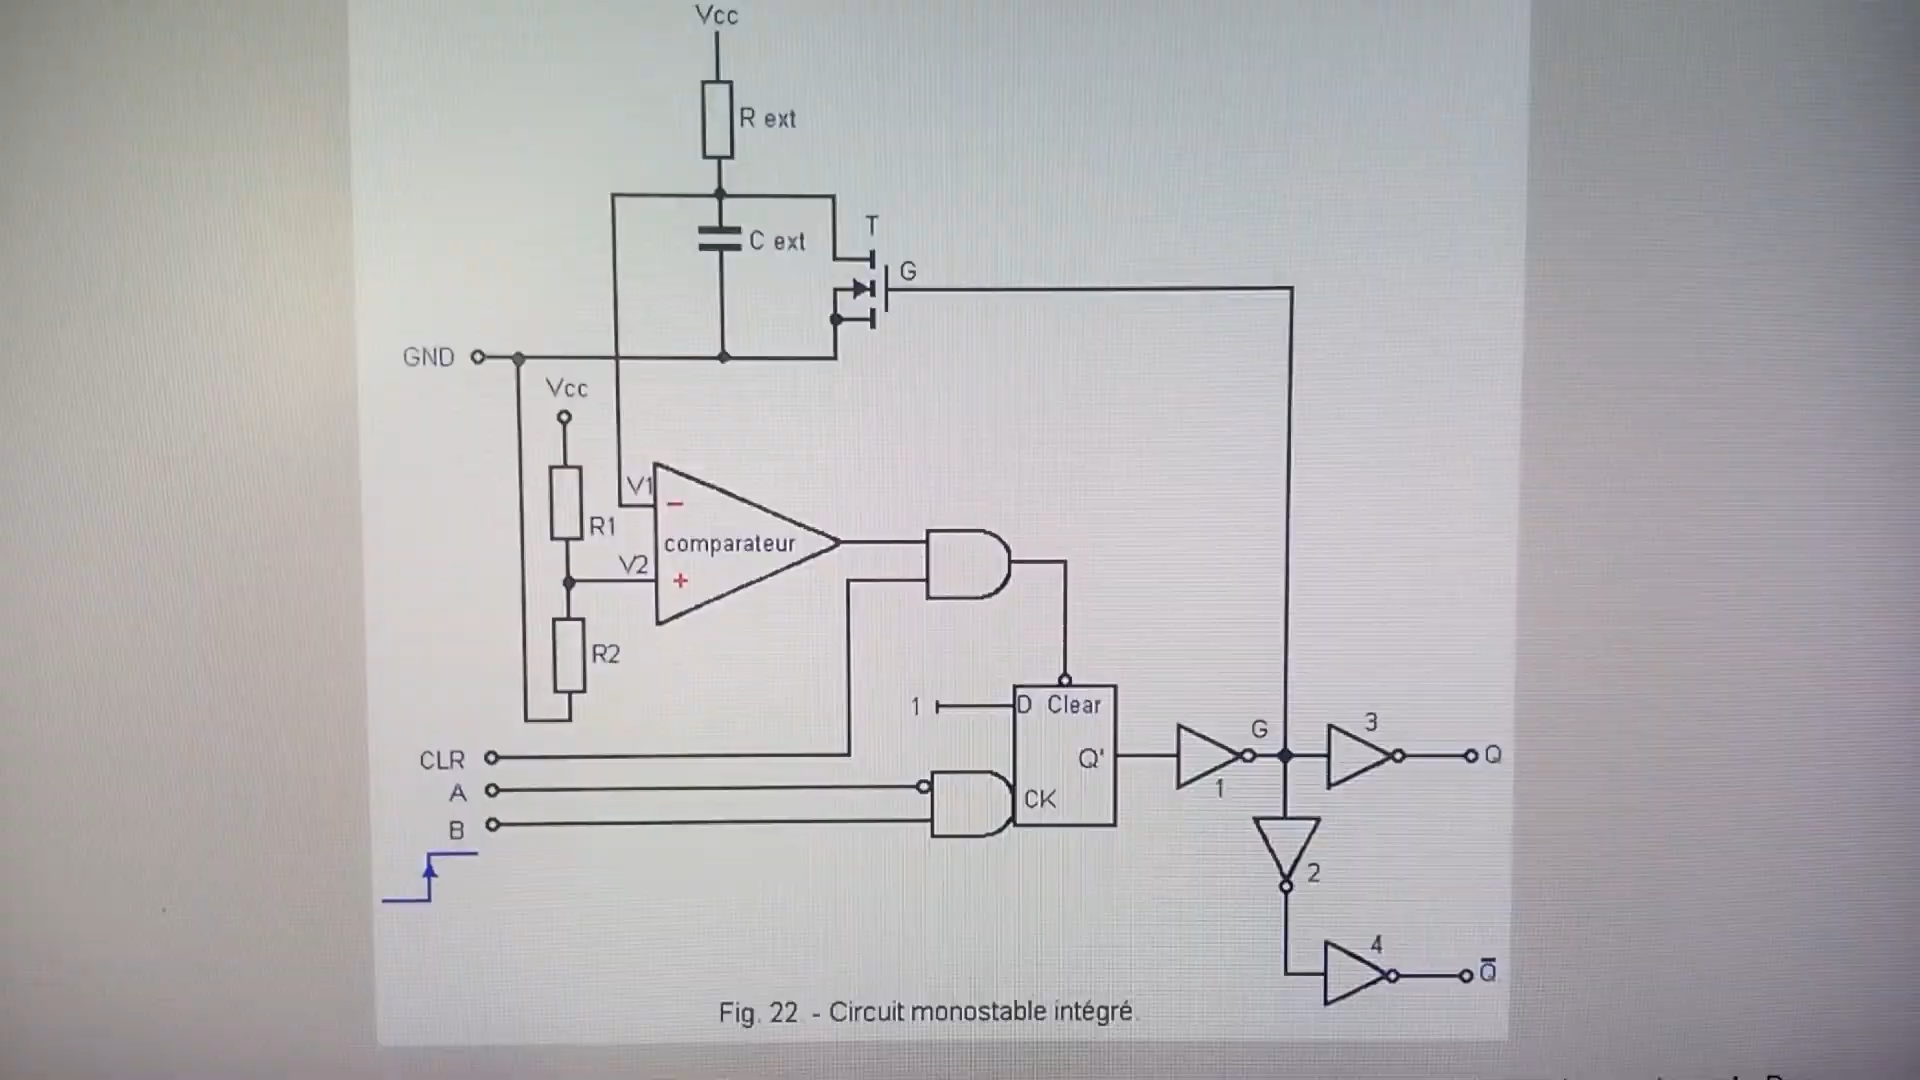 Vcc
R ext
T
C ext
G
GND
Vcc
V1
−
R1
comparateur
V2
+
R2
1
D Clear
3
CLR
Q'
G
Q
1
A
CK
B
2
4
Q̅
Fig. 22 - Circuit monostable intégré.